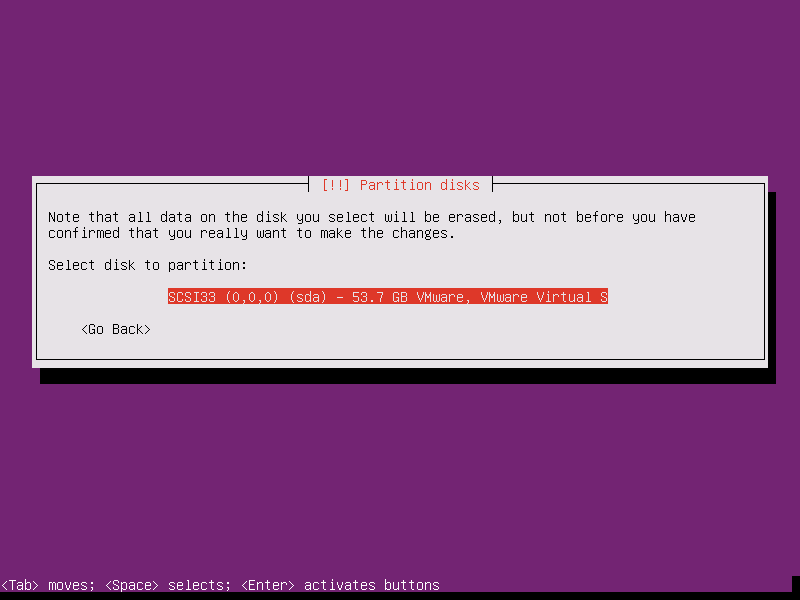 [!!] Partition disks
Note that all data on the disk you select will be erased, but not before you have
confirmed that you really want to make the changes.
Select disk to partition:
SCSI33 (0,0,0) (sda) - 53.7 GB VMware, VMware Virtual S
<Go Back>
<Tab> moves; <Space> selects; <Enter> activates buttons